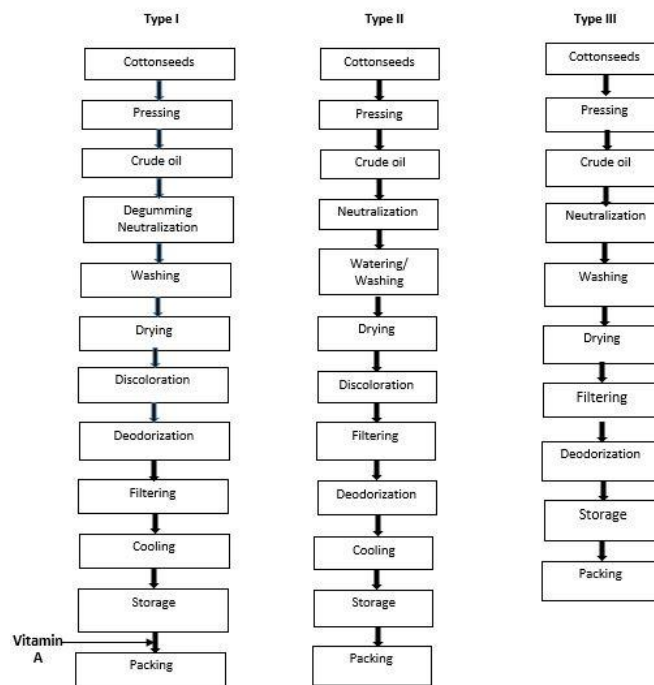 Type I
Cottonseeds
Pressing
Crude oil
Degumming
Neutralization
Washing
Drying
Discoloration
Deodorization
Filtering
Cooling
Storage
Vitamin
A
Packing
Type II
Cottonseeds
Pressing
Crude oil
Neutralization
Watering/
Washing
Drying
Discoloration
Filtering
Deodorization
Cooling
Storage
Packing
Type III
Cottonseeds
Pressing
Crude oil
Neutralization
Washing
Drying
Filtering
Deodorization
Storage
Packing